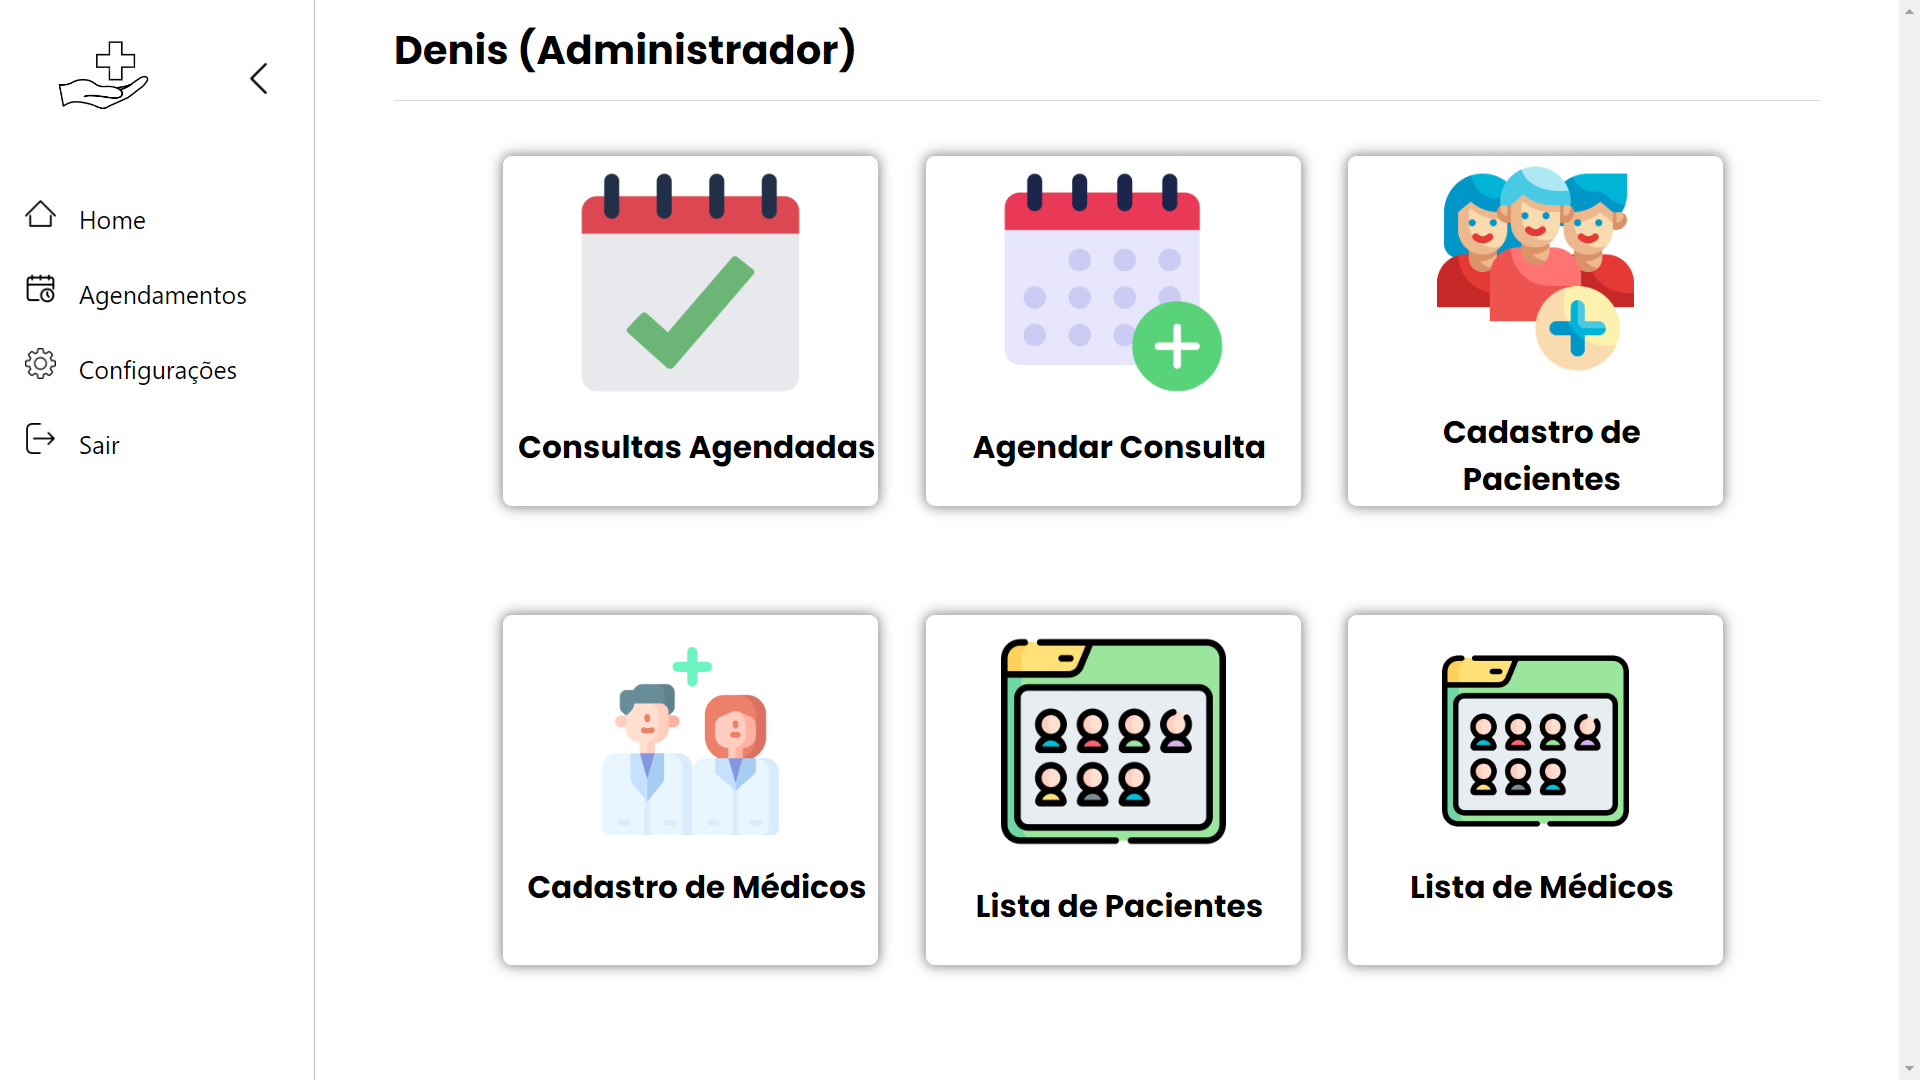 Denis (Administrador)
Home
Agendamentos
Configurações
Sair
Consultas Agendadas
Agendar Consulta
Cadastro de
Pacientes
Cadastro de Médicos
Lista de Pacientes
Lista de Médicos